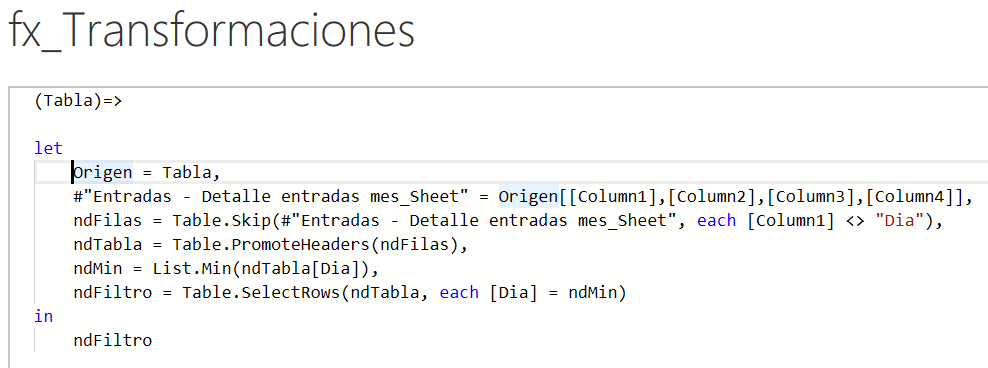 fx_Transformaciones
(Tabla)=>
let
Origen = Tabla,
#"Entradas - Detalle entradas mes_Sheet" = Origen[[Column1],[Column2],[Column3],[Column4]],
ndFilas = Table.Skip(#"Entradas - Detalle entradas mes_Sheet", each [Column1] <> "Dia"),
ndTabla = Table.PromoteHeaders(ndFilas),
ndMin = List.Min(ndTabla[Dia]),
ndFiltro = Table.SelectRows(ndTabla, each [Dia] = ndMin)
in
ndFiltro